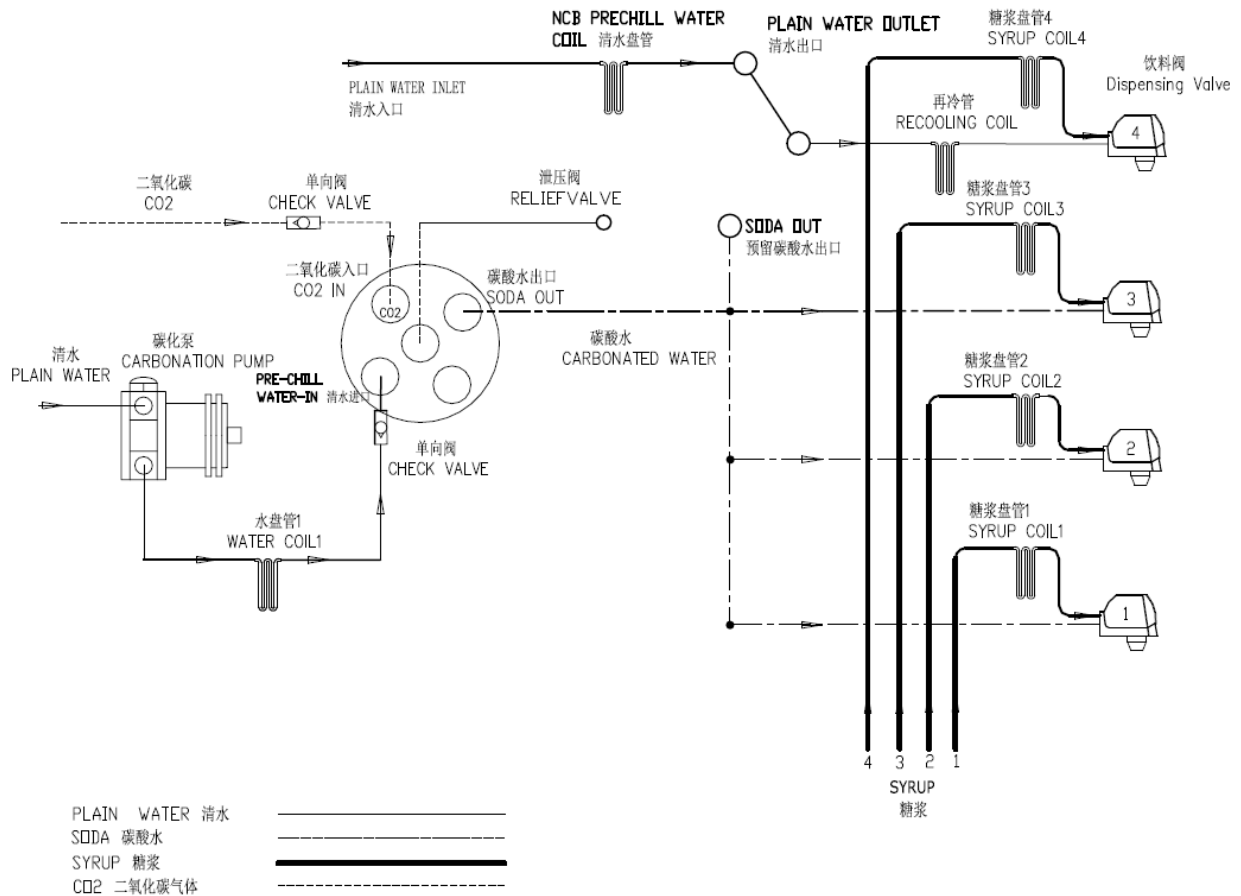 NCB PRECHILL WATER
COIL 清水盘管
PLAIN WATER OUTLET
清水出口
糖浆盘管4
SYRUP COIL4
饮料阀
Dispensing Valve
PLAIN WATER INLET
清水入口
再冷管
RECOOLING COIL
4
二氧化碳
CO2
单向阀
CHECK VALVE
泄压阀
RELIEFVALVE
糖浆盘管3
SYRUP COIL3
SODA OUT
预留碳酸水出口
二氧化碳入口
CO2 IN
碳酸水出口
SODA OUT
CO2
3
碳酸水
CARBONATED WATER
清水
PLAIN WATER
碳化泵
CARBONATION PUMP
PRE-CHILL
WATER-IN 清水进口
糖浆盘管2
SYRUP COIL2
单向阀
CHECK VALVE
2
水盘管1
WATER COIL1
糖浆盘管1
SYRUP COIL1
1
4 3 2 1
SYRUP
糖浆
PLAIN WATER 清水
SODA 碳酸水
SYRUP 糖浆
CO2 二氧化碳气体